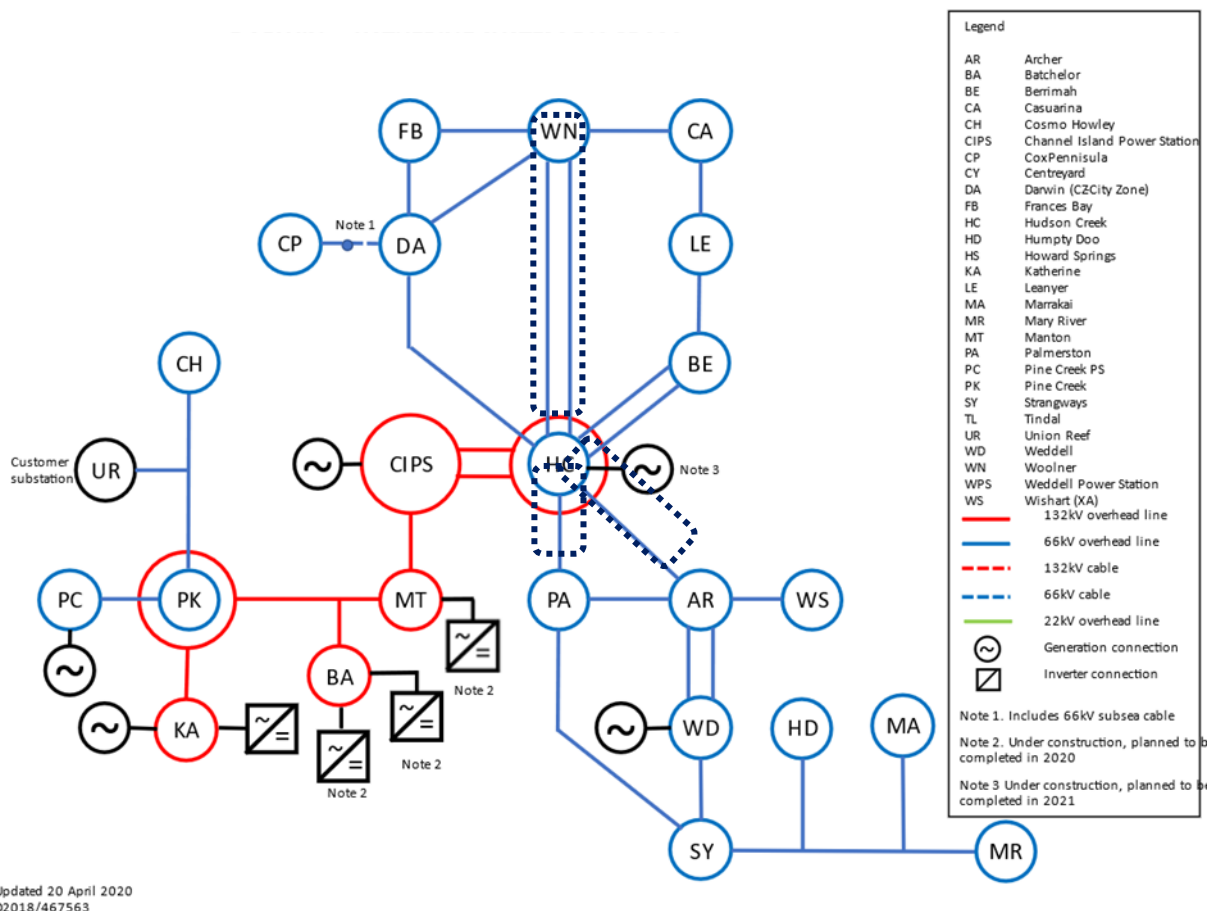 Legend
AR Archer
BA Batchelor
BE Berrimah
CA Casuarina
CH Cosmo Howley
CIPS Channel Island Power Station
CP CoxPennisula
CY Centreyard
DA Darwin (CZ-City Zone)
FB Frances Bay
HC Hudson Creek
HD Humpty Doo
HS Howard Springs
KA Katherine
LE Leanyer
MA Marrakai
MR Mary River
MT Manton
PA Palmerston
PC Pine Creek PS
PK Pine Creek
SY Strangways
TL Tindal
UR Union Reef
WD Weddell
WN Woolner
WPS Weddell Power Station
WS Wishart (XA)
132kV overhead line
66kV overhead line
132kV cable
66kV cable
22kV overhead line
Generation connection
Inverter connection
Note 1. Includes 66kV subsea cable
Note 2. Under construction, planned to b
completed in 2020
Note 3 Under construction, planned to be
completed in 2021
FB
WN
CA
Note 1
CP
DA
LE
CH
BE
Customer
substation
UR
CIPS
HC
Note 3
PC
PK
MT
PA
AR
WS
BA
Note 2
KA
Note 2
Note 2
WD
HD
MA
SY
MR
Updated 20 April 2020
D2018/467563